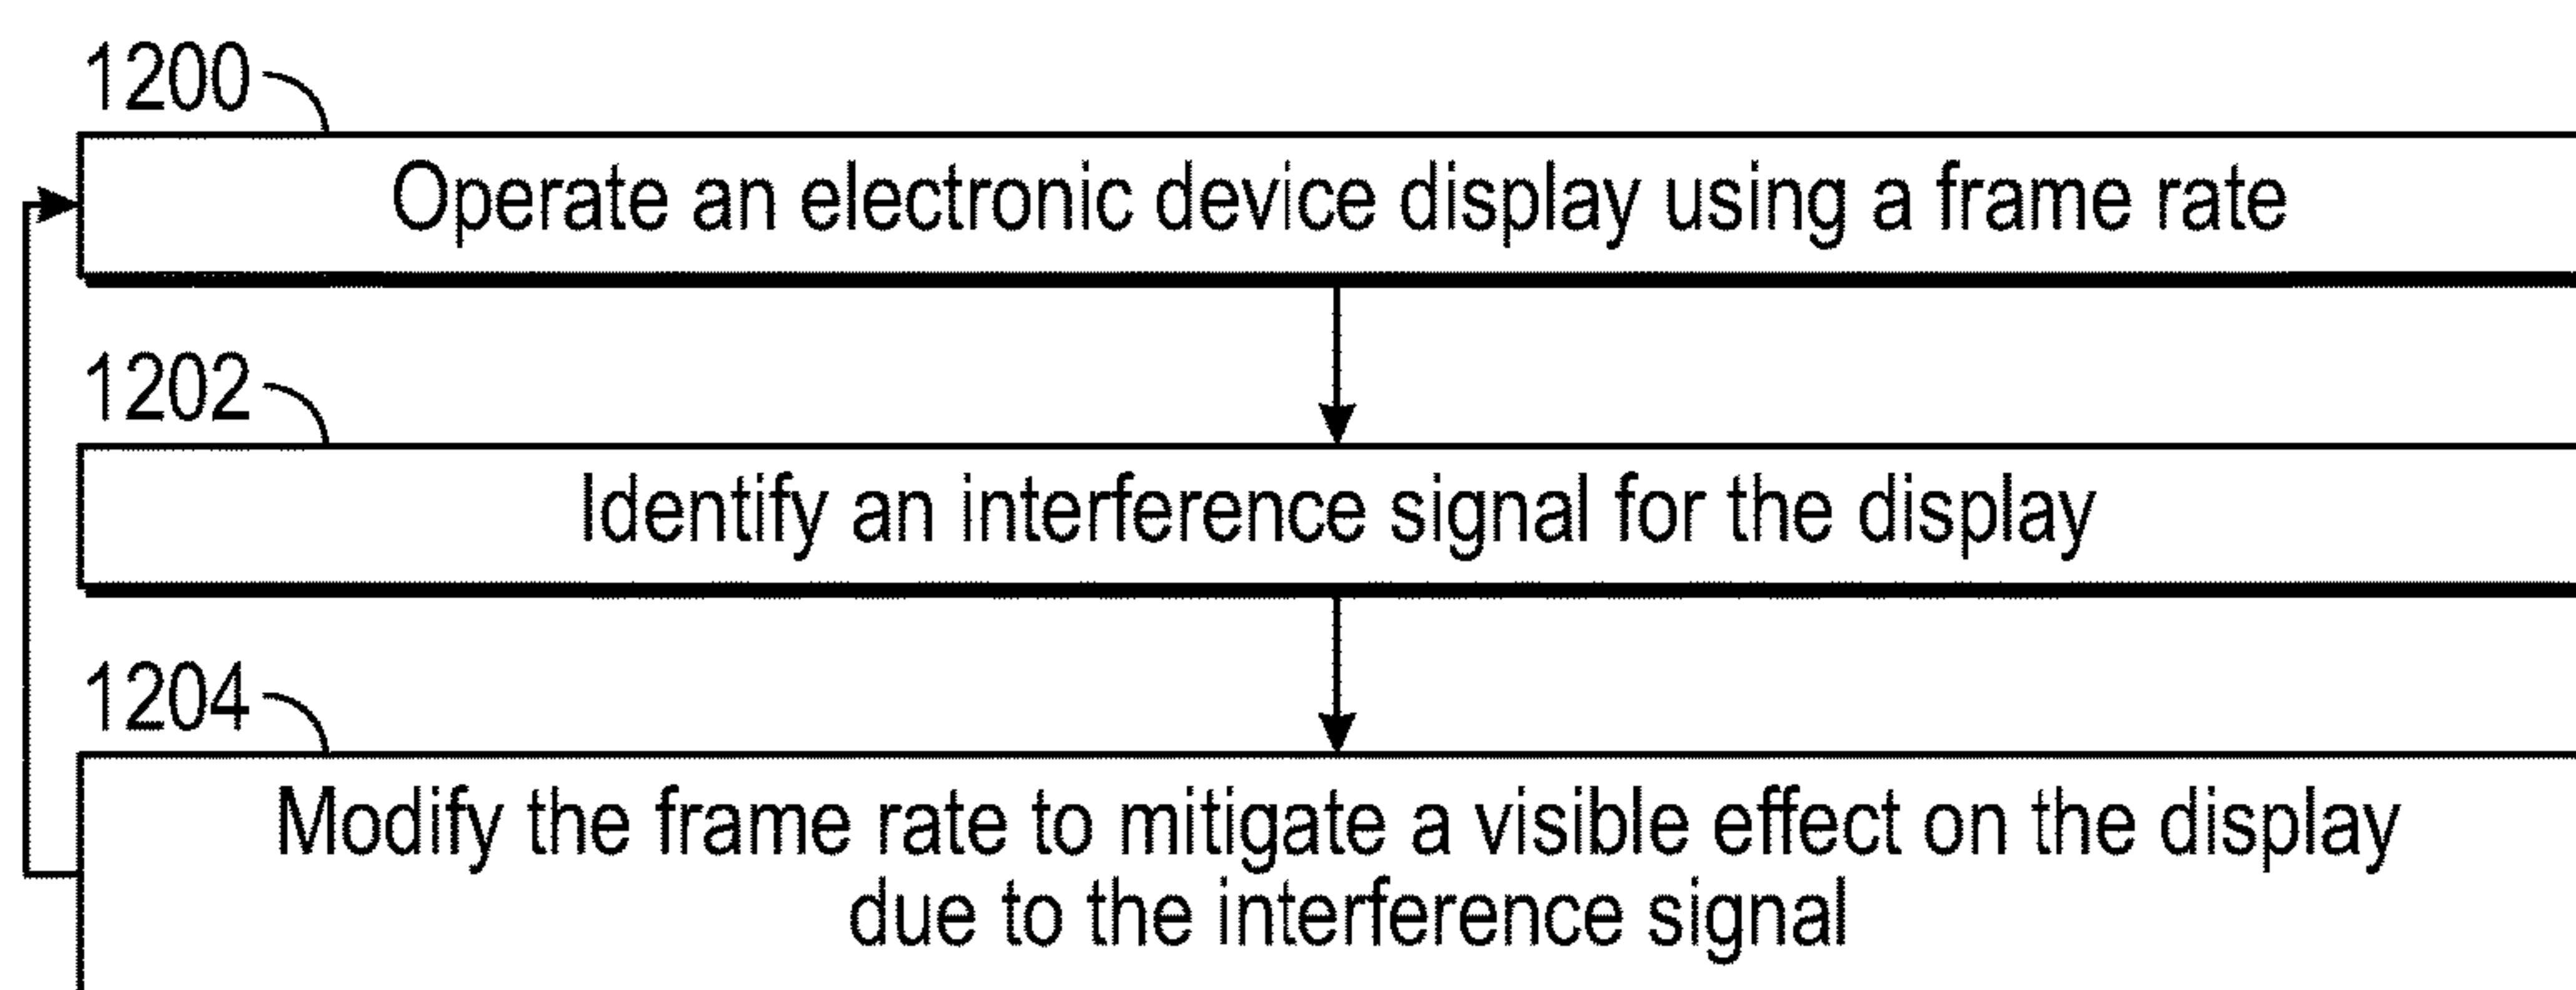 1200
Operate an electronic device display using a frame rate
1202
Identify an interference signal for the display
1204
Modify the frame rate to mitigate a visible effect on the display
due to the interference signal